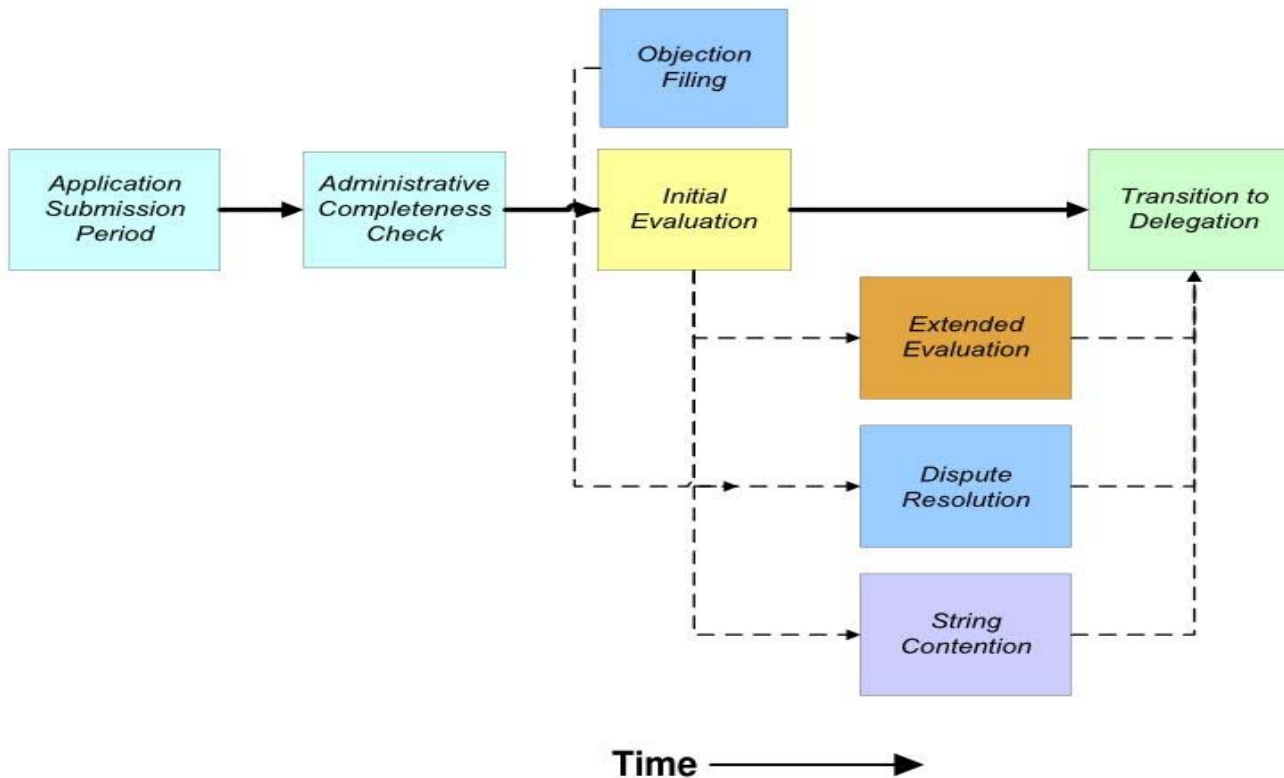 Objection
Filing
Application
Submission
Period
Administrative
Completeness
Check
Initial
Evaluation
Transition to
Delegation
Extended
Evaluation
Dispute
Resolution
String
Contention
Time